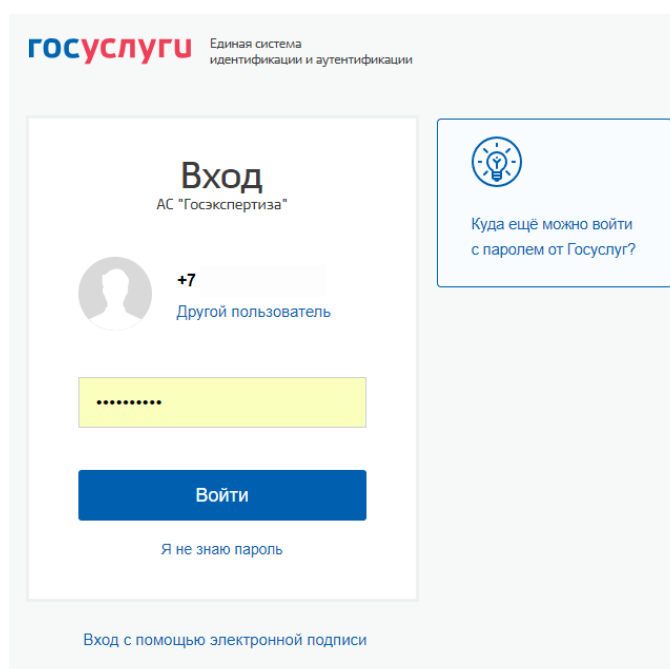 госуслуги
Единая система
идентификации и аутентификации
Вход
АС "Госэкспертиза"
+7
Другой пользователь
••••••••••
Войти
Я не знаю пароль
Вход с помощью электронной подписи
Куда ещё можно войти
с паролем от Госуслуг?